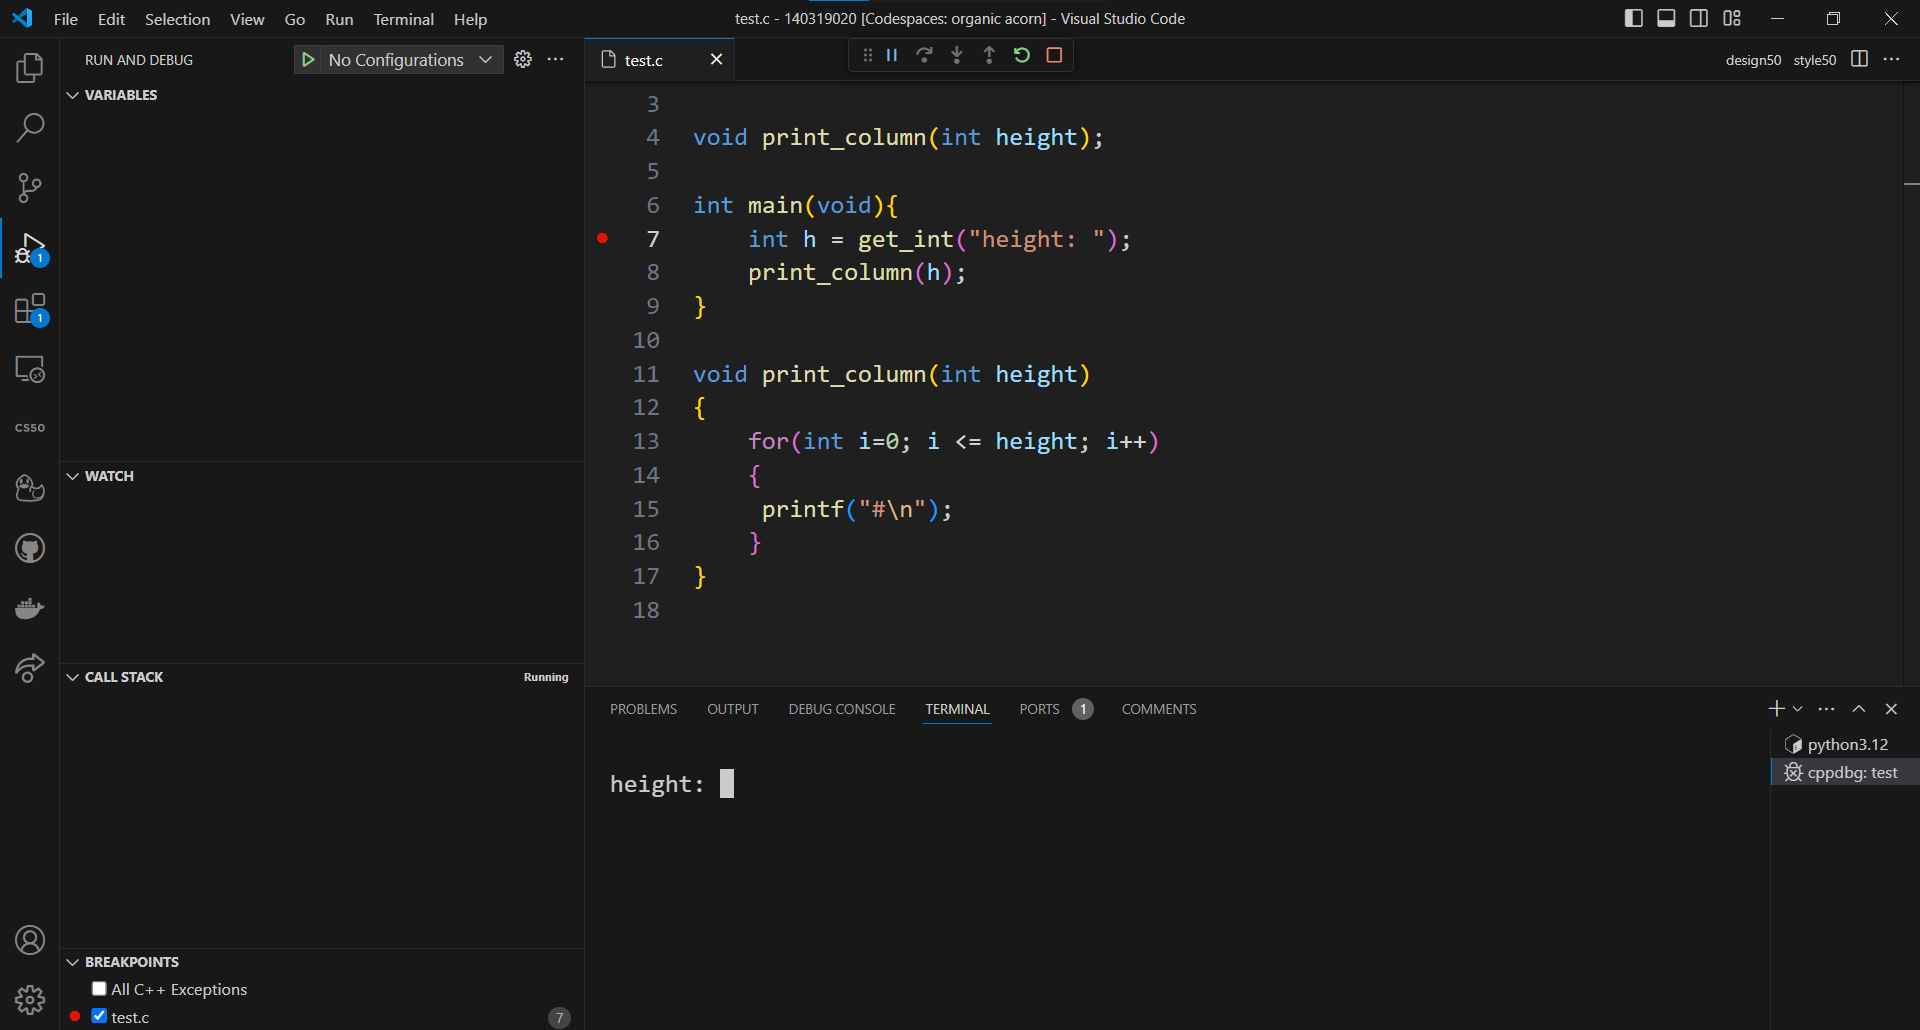 File Edit Selection View Go Run Terminal Help
test.c - 140319020 [Codespaces: organic acorn] - Visual Studio Code
RUN AND DEBUG
No Configurations
VARIABLES
WATCH
CALL STACK
Running
BREAKPOINTS
All C++ Exceptions
test.c
7
1
1
CS50
test.c
design50 style50
3
4 void print_column(int height);
5
6 int main(void){
7     int h = get_int("height: ");
8     print_column(h);
9 }
10
11 void print_column(int height)
12 {
13     for(int i=0; i <= height; i++)
14     {
15      printf("#\n");
16     }
17 }
18
PROBLEMS OUTPUT DEBUG CONSOLE TERMINAL PORTS 1 COMMENTS
height:
python3.12
cppdbg: test